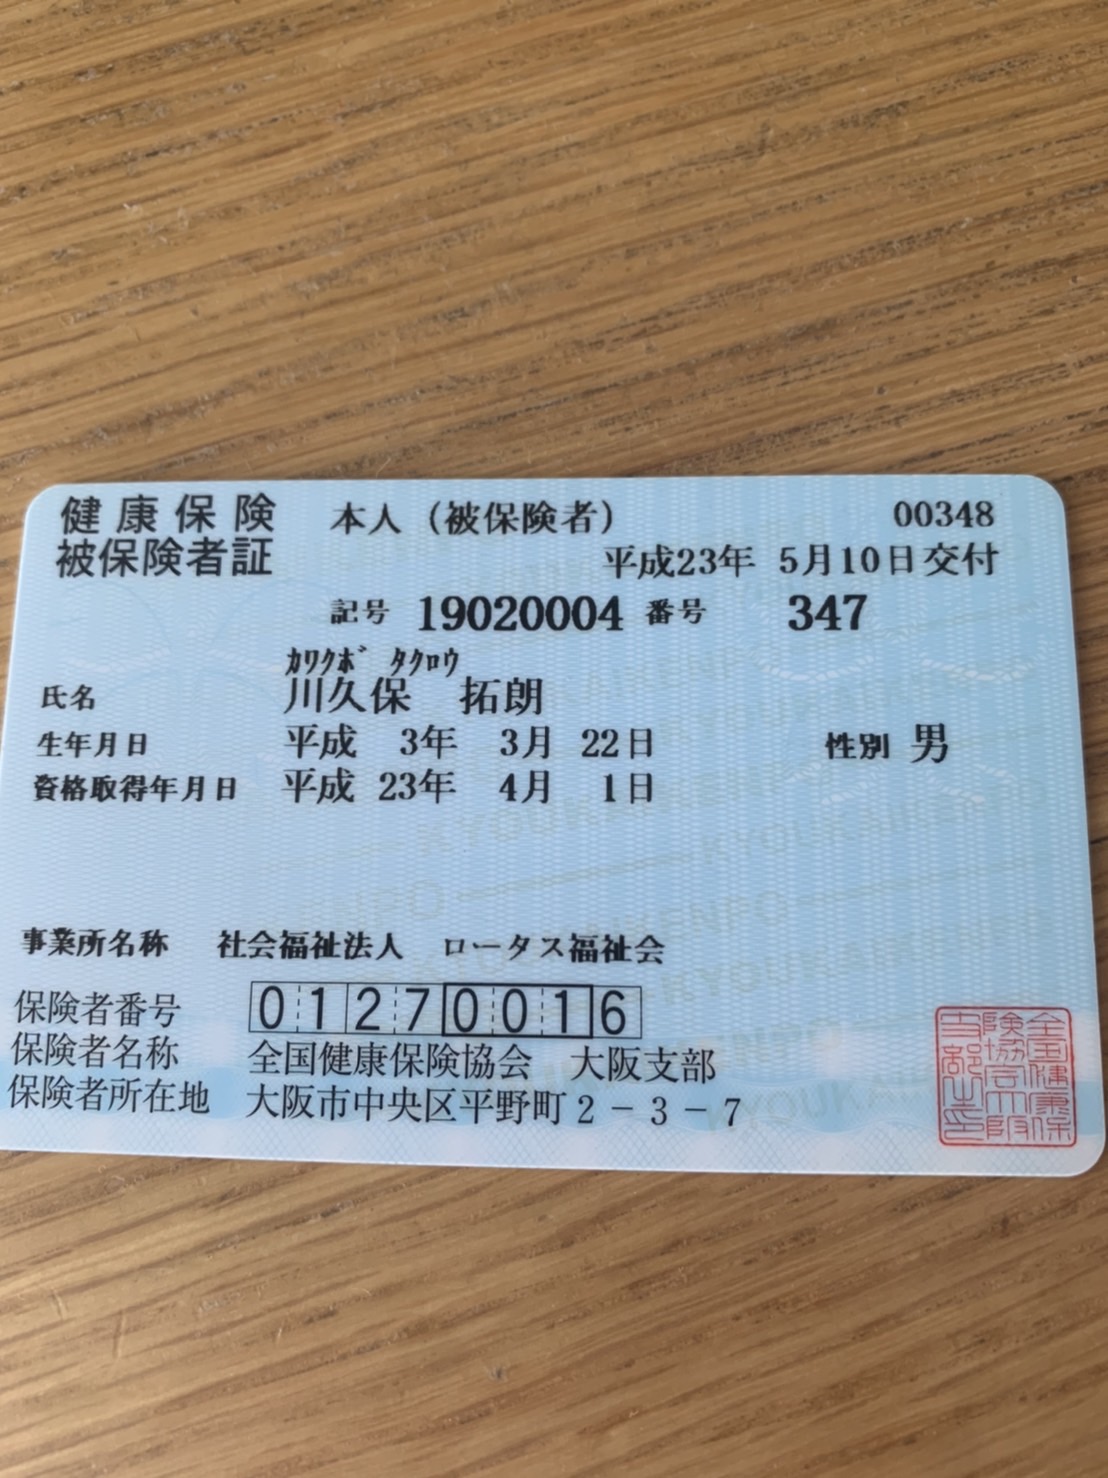 健康保険 本人（被保険者） 00348
被保険者証 平成23年 5月10日交付
記号 19020004 番号 347
ｶﾜｸﾎﾞ ﾀｸﾛｳ
氏名 川久保 拓朗
生年月日 平成 3年 3月 22日 性別 男
資格取得年月日 平成 23年 4月 1日
事業所名称 社会福祉法人 ロータス福祉会
保険者番号 01270016
保険者名称 全国健康保険協会 大阪支部
保険者所在地 大阪市中央区平野町2－3－7